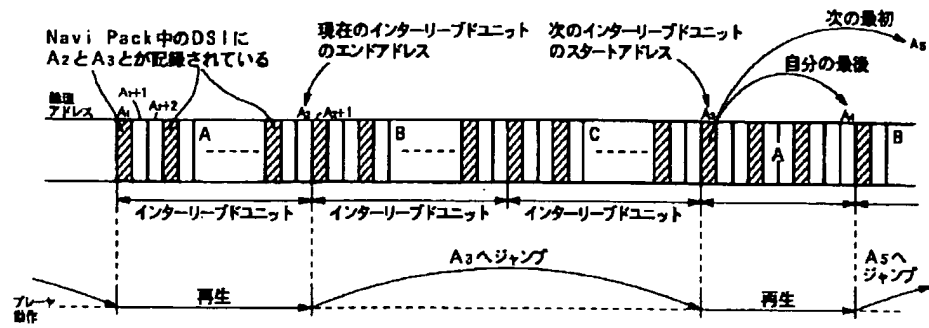 Navi Pack中のDSIに
A₂とA₃とが記録されている
現在のインターリーブドユニット
のエンドアドレス
次のインターリーブドユニット
のスタートアドレス
次の最初
A₅
自分の最後
論理
アドレス
A₁
A₁+1
A₁+2
A₂
A₂+1
A₃
A₄
A
B
C
A
B
インターリーブドユニット
インターリーブドユニット
インターリーブドユニット
A₃へジャンプ
A₅へ
ジャンプ
プレーヤ
動作
再生
再生